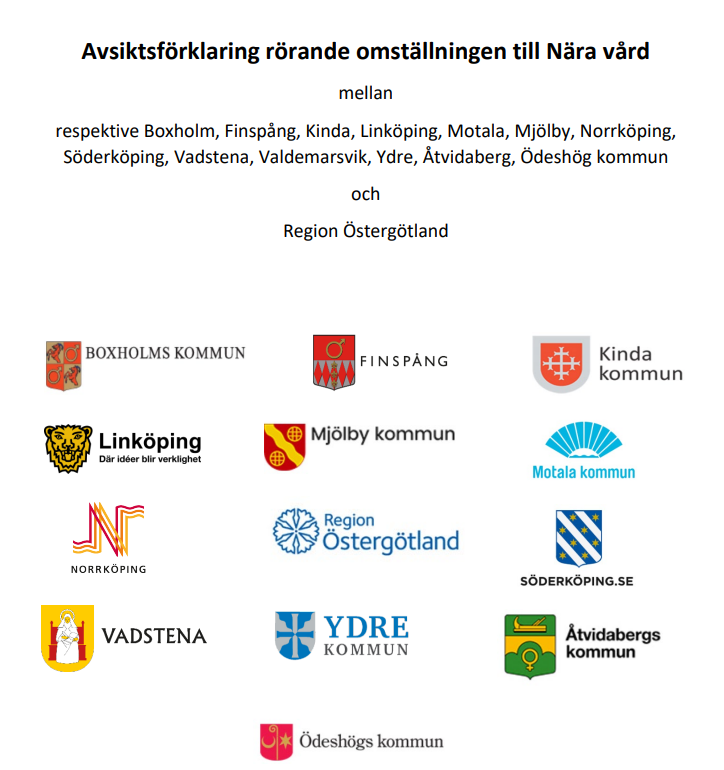 Avsiktsförklaring rörande omställningen till Nära vård
mellan
respektive Boxholm, Finspång, Kinda, Linköping, Motala, Mjölby, Norrköping,
Söderköping, Vadstena, Valdemarsvik, Ydre, Åtvidaberg, Ödeshög kommun
och
Region Östergötland
BOXHOLMS KOMMUN
FINSPÅNG
Kinda
kommun
Linköping
Där idéer blir verklighet
Mjölby kommun
Motala kommun
NORRKÖPING
Region
Östergötland
SÖDERKÖPING.SE
VADSTENA
YDRE
KOMMUN
Åtvidabergs
kommun
Ödeshögs kommun